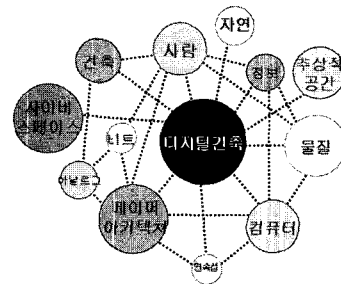 자연
사람
건축
정보
추상적
공간
사이버
스페이스
비트
디지털건축
물질
아날로그
페이퍼
아키텍쳐
컴퓨터
연속성